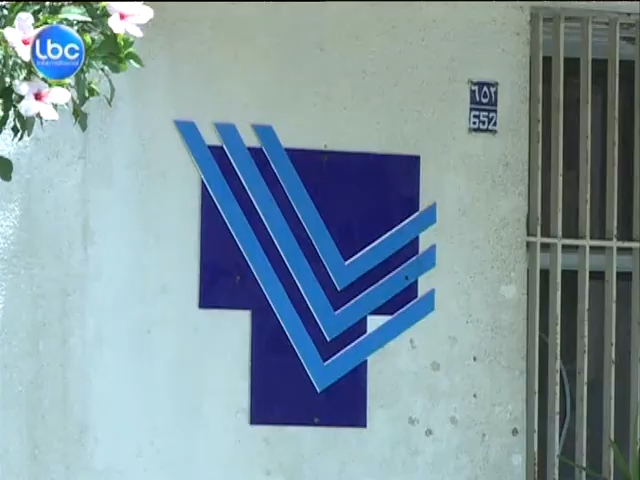 lbc
international
٦٥٢
652